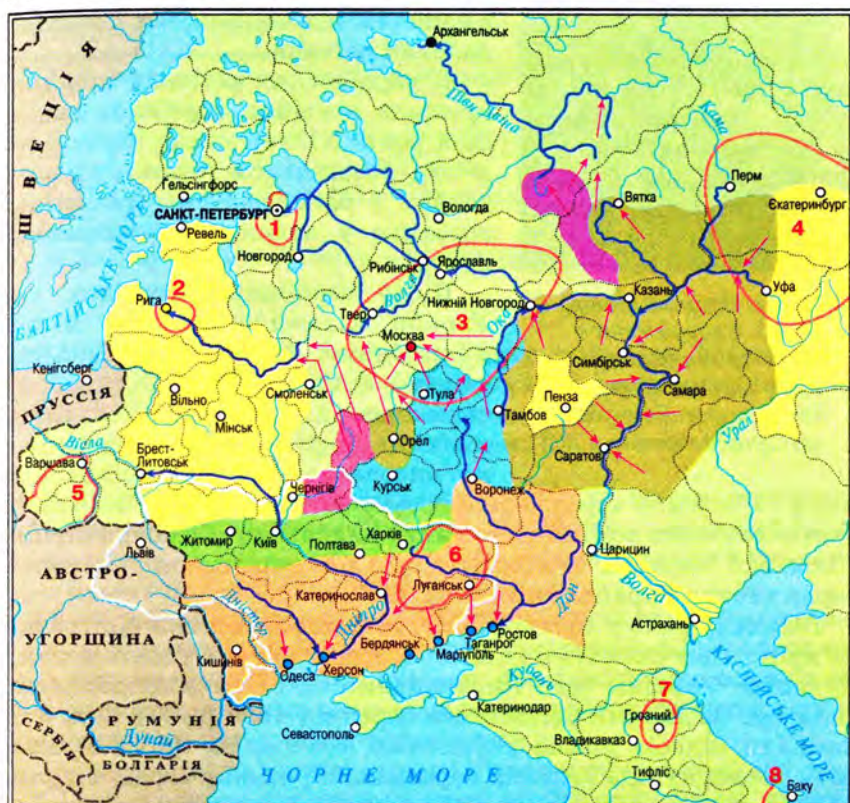 Архангельськ
ШВЕЦІЯ
Півн. Двіна
Кама
Гельсінгфорс
Перм
Вятка
Єкатеринбург
САНКТ-ПЕТЕРБУРГ
Вологда
1
4
Ревель
БАЛТІЙСЬКЕ МОРЕ
Новгород
Рибінськ
Ярославль
Уфа
2
Волга
Нижній Новгород
Казань
Рига
Твер
3
Ока
Москва
Симбірськ
Кенігсберг
Самара
ПРУССІЯ
Вільно
Смоленськ
Тула
Пенза
Мінськ
Тамбов
Урал
Вісла
Брест-
Литовськ
Орел
Варшава
Саратов
5
Чернігів
Курськ
Воронеж
Житомир
Київ
Полтава
Харків
6
Царицин
Львів
АВСТРО-
Луганськ
Волга
Катеринослав
Дон
УГОРЩИНА
Дністер
Дніпро
Ростов
Астрахань
Бердянськ
Таганрог
Кишинів
Маріуполь
Одеса
Херсон
КАСПІЙСЬКЕ МОРЕ
Кубань
7
РУМУНІЯ
Катеринодар
Грозний
СЕРБІЯ
Дунай
Севастополь
Владикавказ
БОЛГАРІЯ
ЧОРНЕ МОРЕ
Тифліс
8
Баку